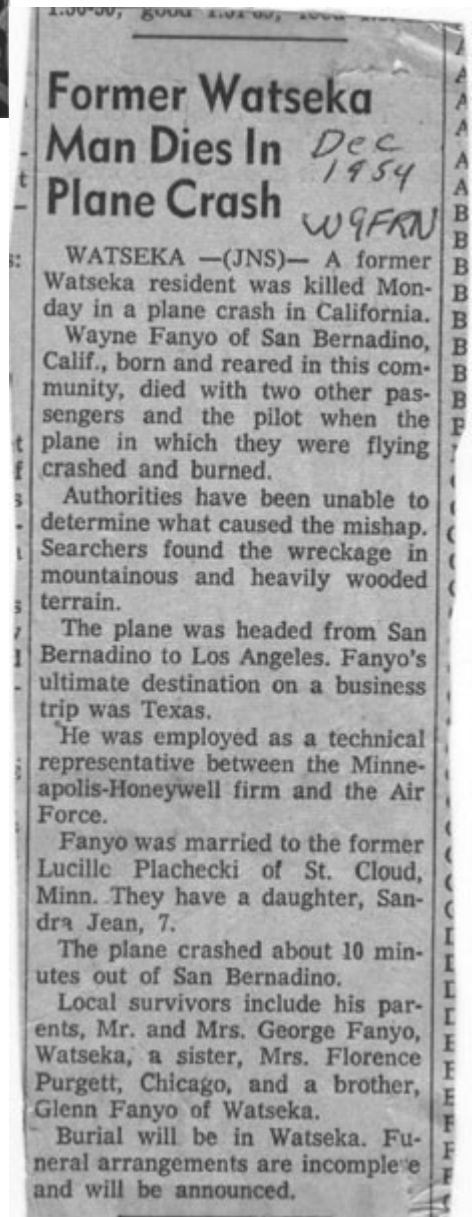 1.50-50, good 1.51-65,
Former Watseka
Man Dies In
Plane Crash
Dec
1954
W9FRN
WATSEKA —(JNS)— A former
Watseka resident was killed Mon-
day in a plane crash in California.
Wayne Fanyo of San Bernadino,
Calif., born and reared in this com-
munity, died with two other pas-
sengers and the pilot when the
plane in which they were flying
crashed and burned.
Authorities have been unable to
determine what caused the mishap.
Searchers found the wreckage in
mountainous and heavily wooded
terrain.
The plane was headed from San
Bernadino to Los Angeles. Fanyo's
ultimate destination on a business
trip was Texas.
He was employed as a technical
representative between the Minne-
apolis-Honeywell firm and the Air
Force.
Fanyo was married to the former
Lucille Plachecki of St. Cloud,
Minn. They have a daughter, San-
dra Jean, 7.
The plane crashed about 10 min-
utes out of San Bernadino.
Local survivors include his par-
ents, Mr. and Mrs. George Fanyo,
Watseka, a sister, Mrs. Florence
Purgett, Chicago, and a brother,
Glenn Fanyo of Watseka.
Burial will be in Watseka. Fu-
neral arrangements are incomplete
and will be announced.